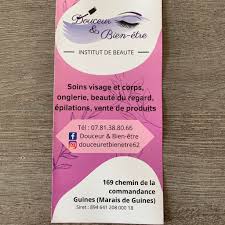 Douceur
& Bien-être
INSTITUT DE BEAUTE
Soins visage et corps,
onglerie, beauté du regard,
épilations, vente de produits
Tél : 07.81.38.80.66
Douceur & Bien-être
douceuretbienetre62
169 chemin de la
commandance
Guînes (Marais de Guînes)
Siret : 894 641 208 000 18